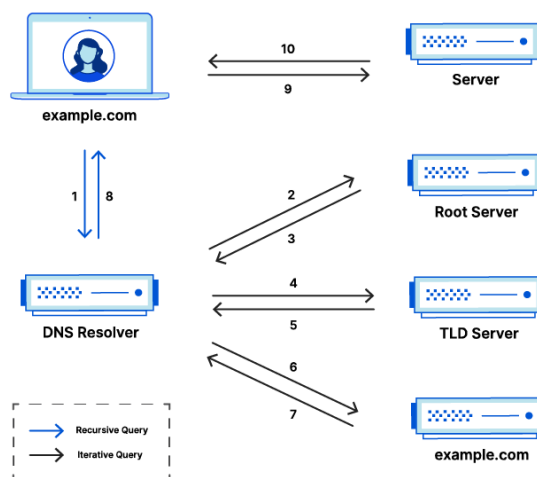 10
9
Server
example.com
1
8
2
3
Root Server
4
5
DNS Resolver
TLD Server
6
7
Recursive Query
Iterative Query
example.com